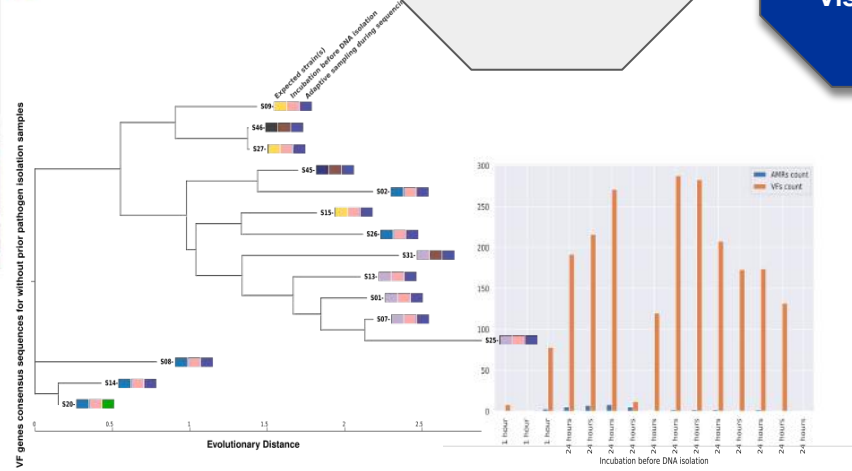 Vis
VF genes consensus sequences for without prior pathogen isolation samples
Expected strain(s)
Incubation before DNA isolation
Adaptive sampling during sequencin
S09-
S46-
S27-
S45-
S02-
S15-
S26-
S31-
S13-
S01-
S07-
S25-
S08-
S14-
S20-
0
0.5
1
1.5
2
2.5
Evolutionary Distance
300
250
200
150
100
50
0
AMRs count
VFs count
1 hour
1 hour
1 hour
24 hours
24 hours
24 hours
24 hours
24 hours
24 hours
24 hours
24 hours
24 hours
24 hours
24 hours
24 hours
Incubation before DNA isolation